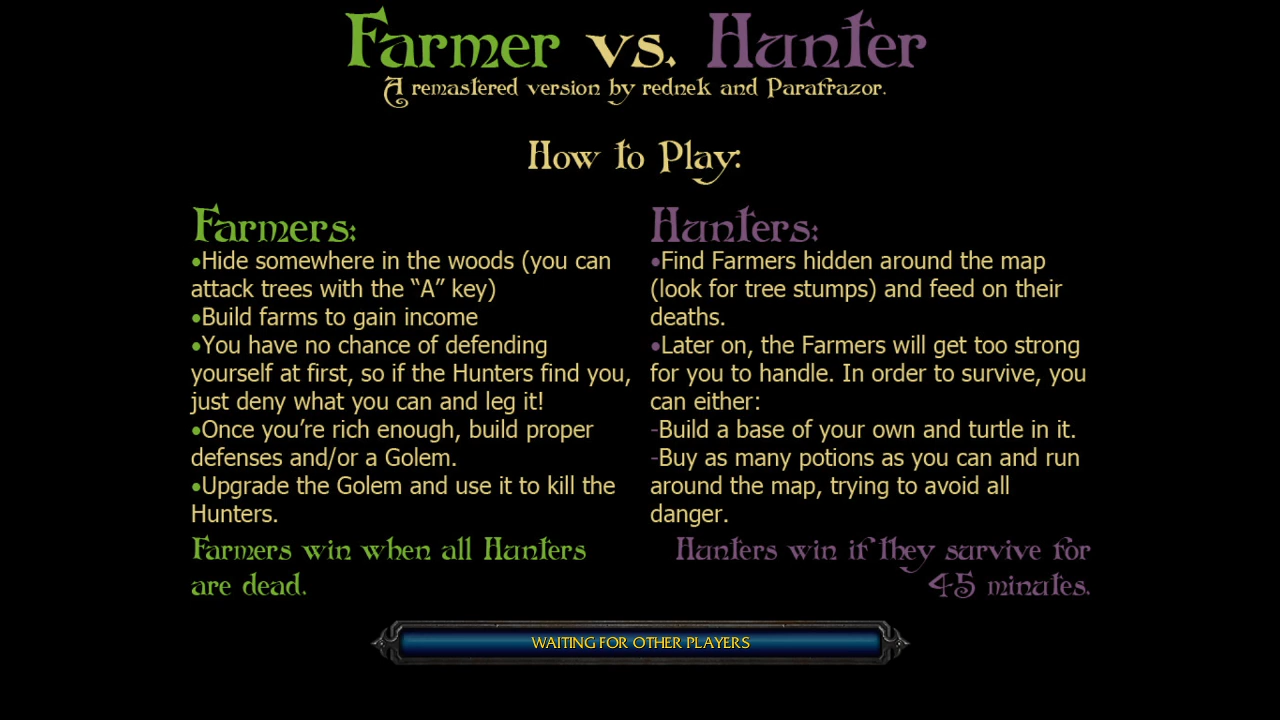 Farmer vs. Hunter
A remastered version by rednek and Parafrazor.
How to Play:
Farmers:
•Hide somewhere in the woods (you can
attack trees with the “A” key)
•Build farms to gain income
•You have no chance of defending
yourself at first, so if the Hunters find you,
just deny what you can and leg it!
•Once you’re rich enough, build proper
defenses and/or a Golem.
•Upgrade the Golem and use it to kill the
Hunters.
Farmers win when all Hunters
are dead.
Hunters:
•Find Farmers hidden around the map
(look for tree stumps) and feed on their
deaths.
•Later on, the Farmers will get too strong
for you to handle. In order to survive, you
can either:
-Build a base of your own and turtle in it.
-Buy as many potions as you can and run
around the map, trying to avoid all
danger.
Hunters win if they survive for
45 minutes.
WAITING FOR OTHER PLAYERS